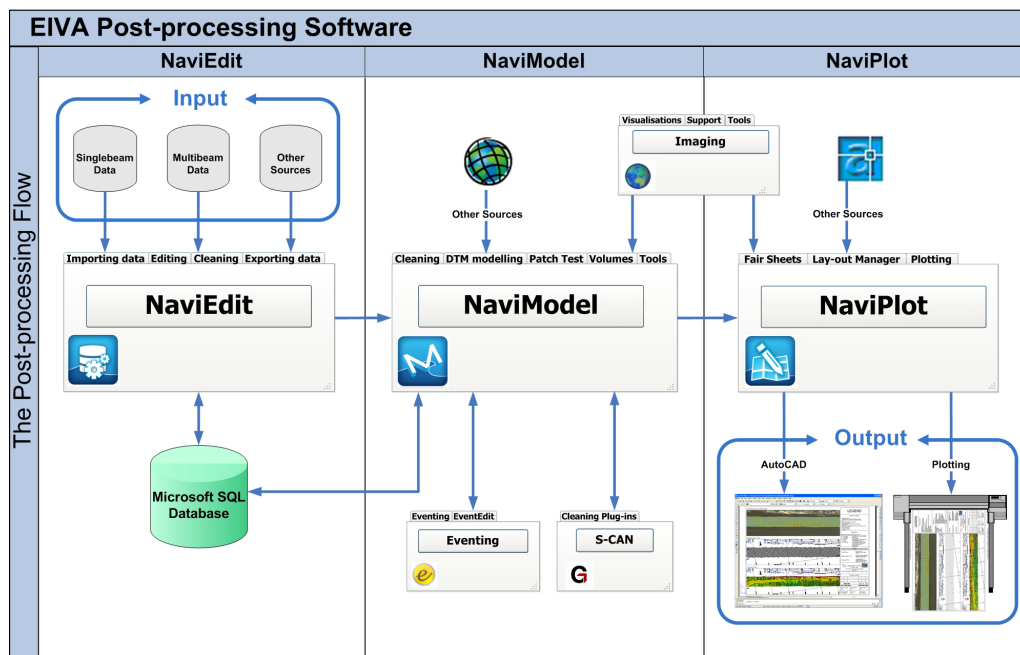 EIVA Post-processing Software
The Post-processing Flow
NaviEdit
NaviModel
NaviPlot
Input
Singlebeam
Data
Multibeam
Data
Other
Sources
Importing data Editing Cleaning Exporting data
NaviEdit
Microsoft SQL
Database
Other Sources
Cleaning DTM modelling Patch Test Volumes Tools
NaviModel
Eventing EventEdit
Eventing
e
Cleaning Plug-ins
S-CAN
G
Visualisations Support Tools
Imaging
a
Other Sources
Fair Sheets Lay-out Manager Plotting
NaviPlot
Output
AutoCAD
Plotting
LEGEND